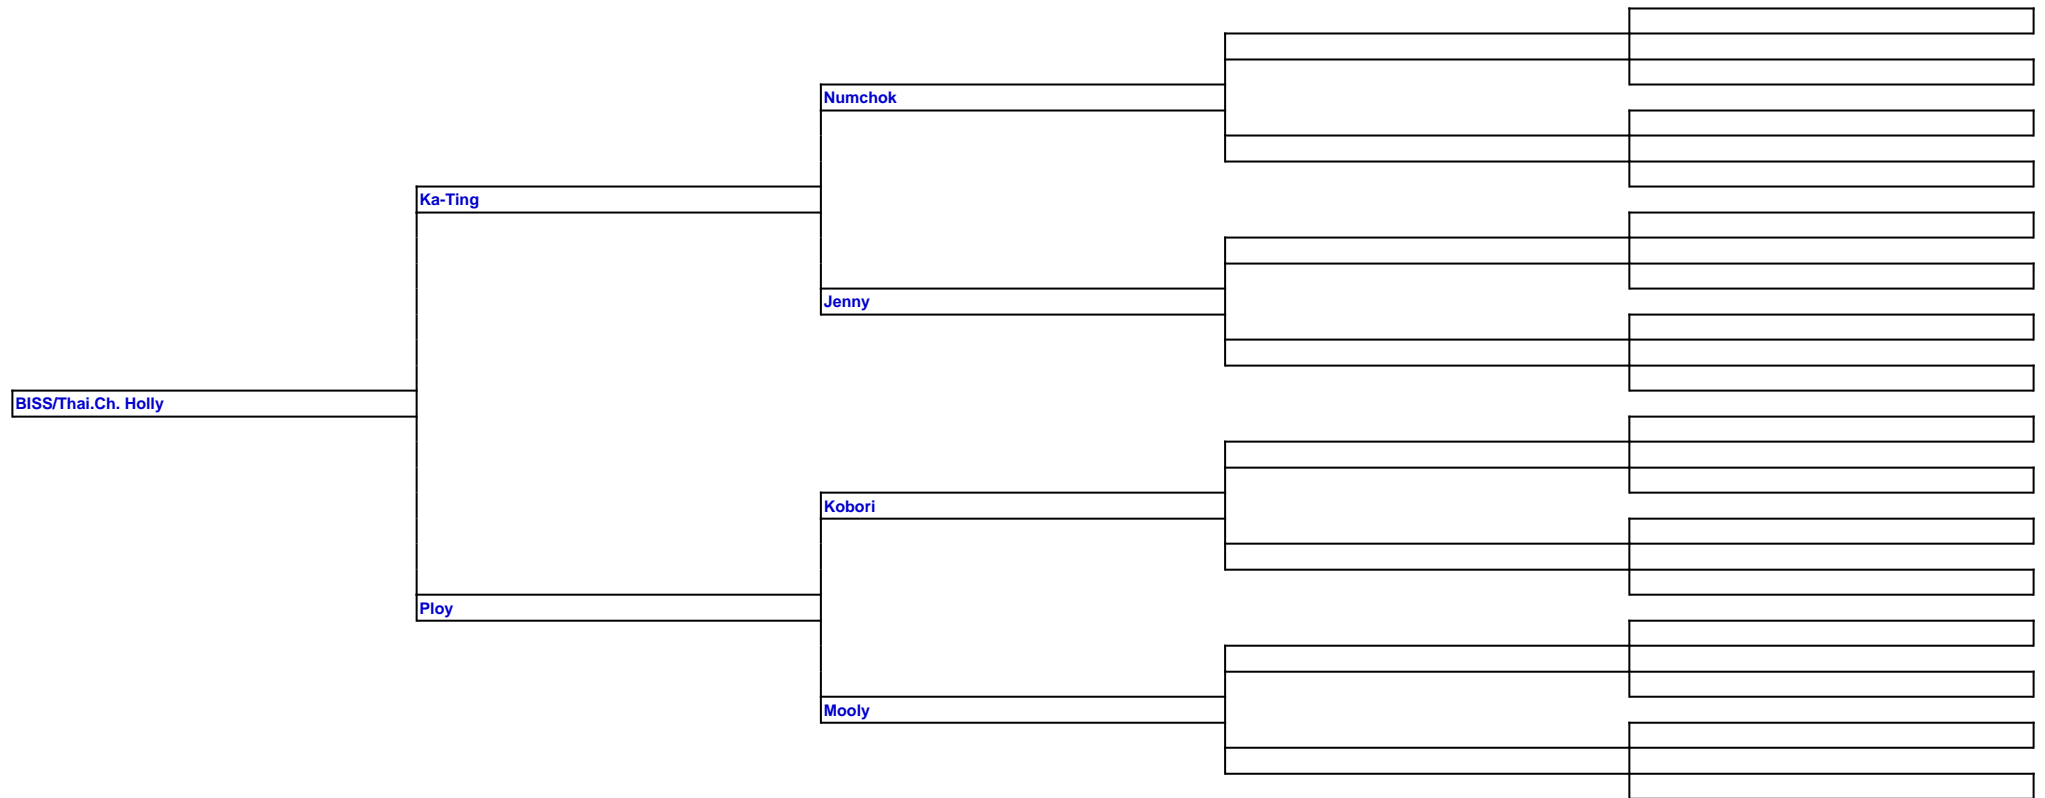 Numchok
Ka-Ting
Jenny
BISS/Thai.Ch. Holly
Kobori
Ploy
Mooly